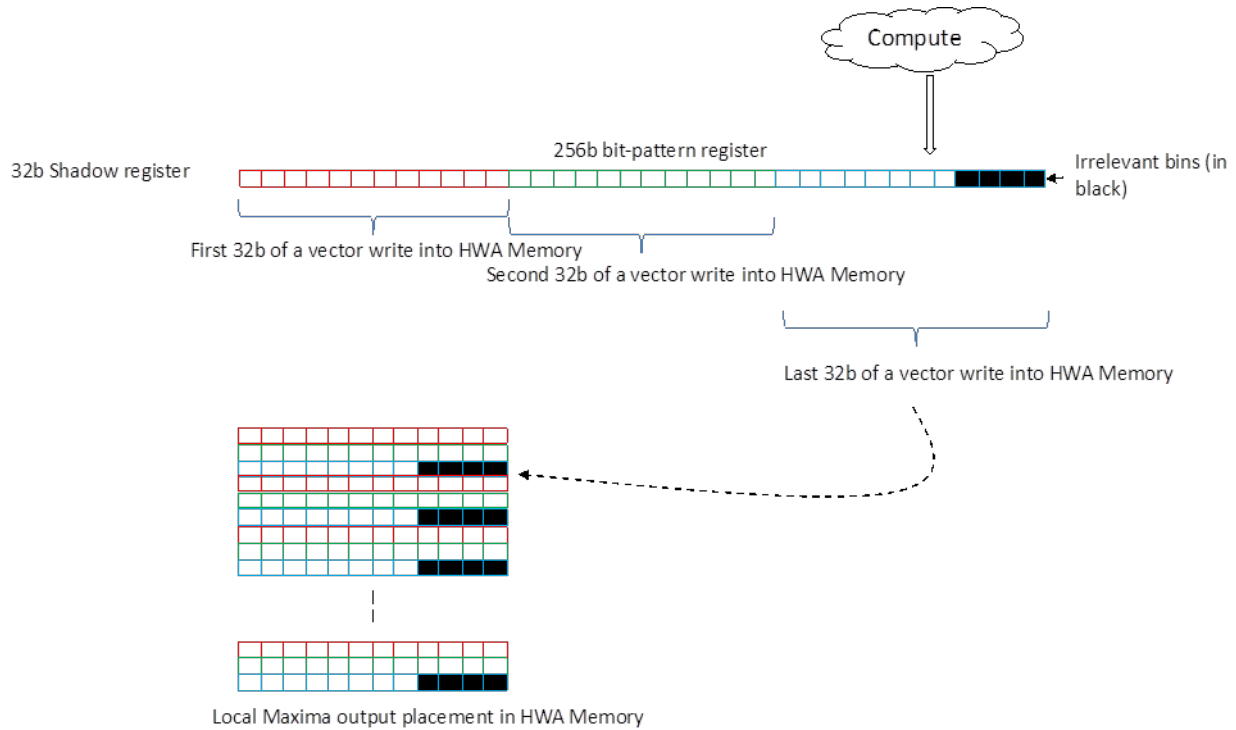 Compute
256b bit-pattern register
32b Shadow register
Irrelevant bins (in
black)
First 32b of a vector write into HWA Memory
Second 32b of a vector write into HWA Memory
Last 32b of a vector write into HWA Memory
Local Maxima output placement in HWA Memory